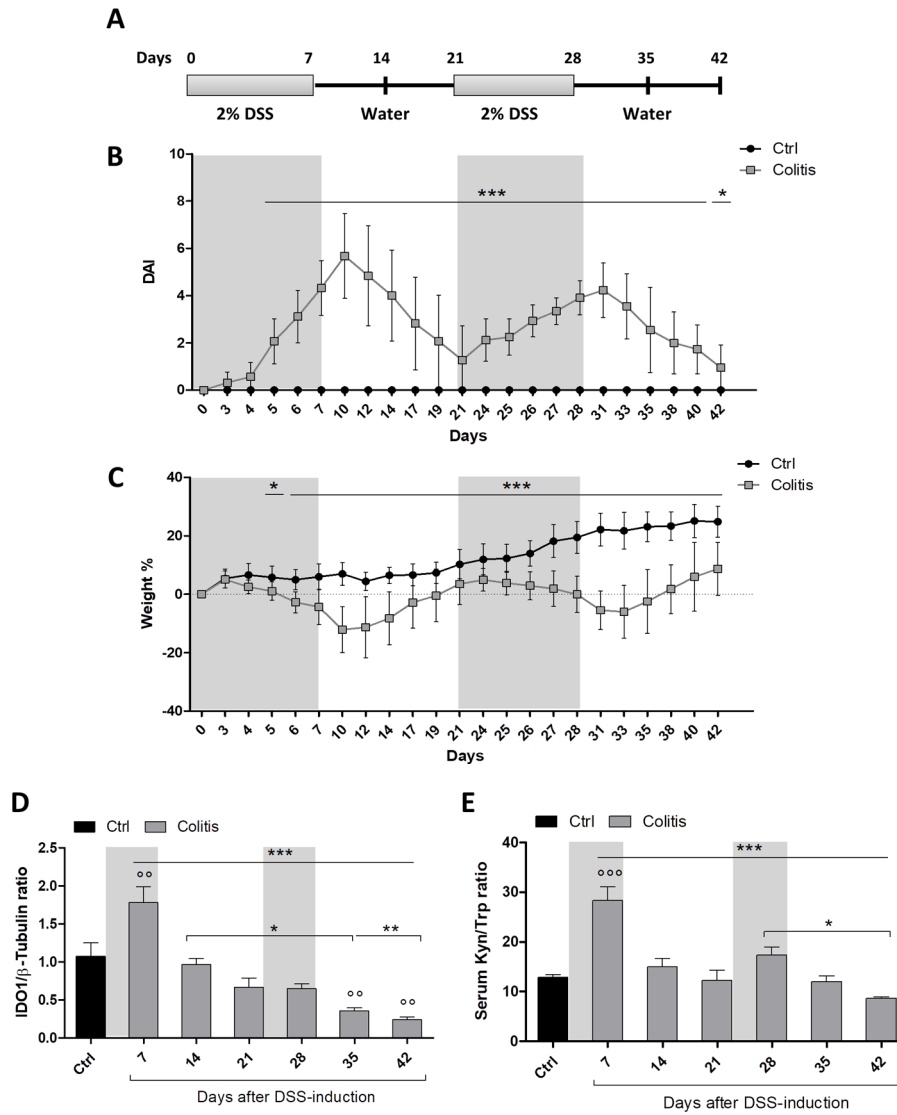 A
Days 0 7 14 21 28 35 42
2% DSS Water 2% DSS Water
B
Ctrl
Colitis
10
8
6
4
2
0
DAI
*** *
0 3 4 5 6 7 10 12 14 17 19 21 24 25 26 27 28 31 33 35 38 40 42
Days
C
Ctrl
Colitis
40
20
0
-20
-40
Weight %
* ***
0 3 4 5 6 7 10 12 14 17 19 21 24 25 26 27 28 31 33 35 38 40 42
Days
D
Ctrl Colitis
2.5
2.0
1.5
1.0
0.5
0.0
IDO1/β-Tubulin ratio
***
°°
* **
°° °°
Ctrl 7 14 21 28 35 42
Days after DSS-induction
E
Ctrl Colitis
40
30
20
10
0
Serum Kyn/Trp ratio
***
°°°
*
Ctrl 7 14 21 28 35 42
Days after DSS-induction